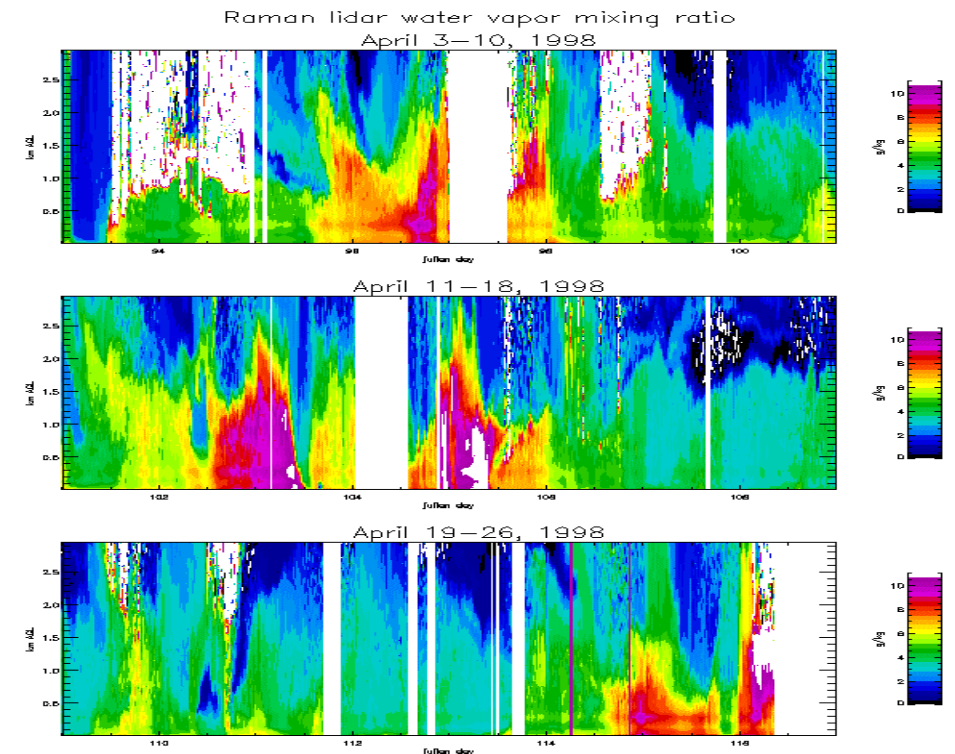 Raman lidar water vapor mixing ratio
April 3–10, 1998
2.5
2.0
1.5
1.0
0.5
km AGL
94 96 98 100
Julian day
10
8
6
4
2
0
g/kg
April 11–18, 1998
2.5
2.0
1.5
1.0
0.5
km AGL
102 104 106 108
Julian day
10
8
6
4
2
0
g/kg
April 19–26, 1998
2.5
2.0
1.5
1.0
0.5
km AGL
110 112 114 116
Julian day
10
8
6
4
2
0
g/kg